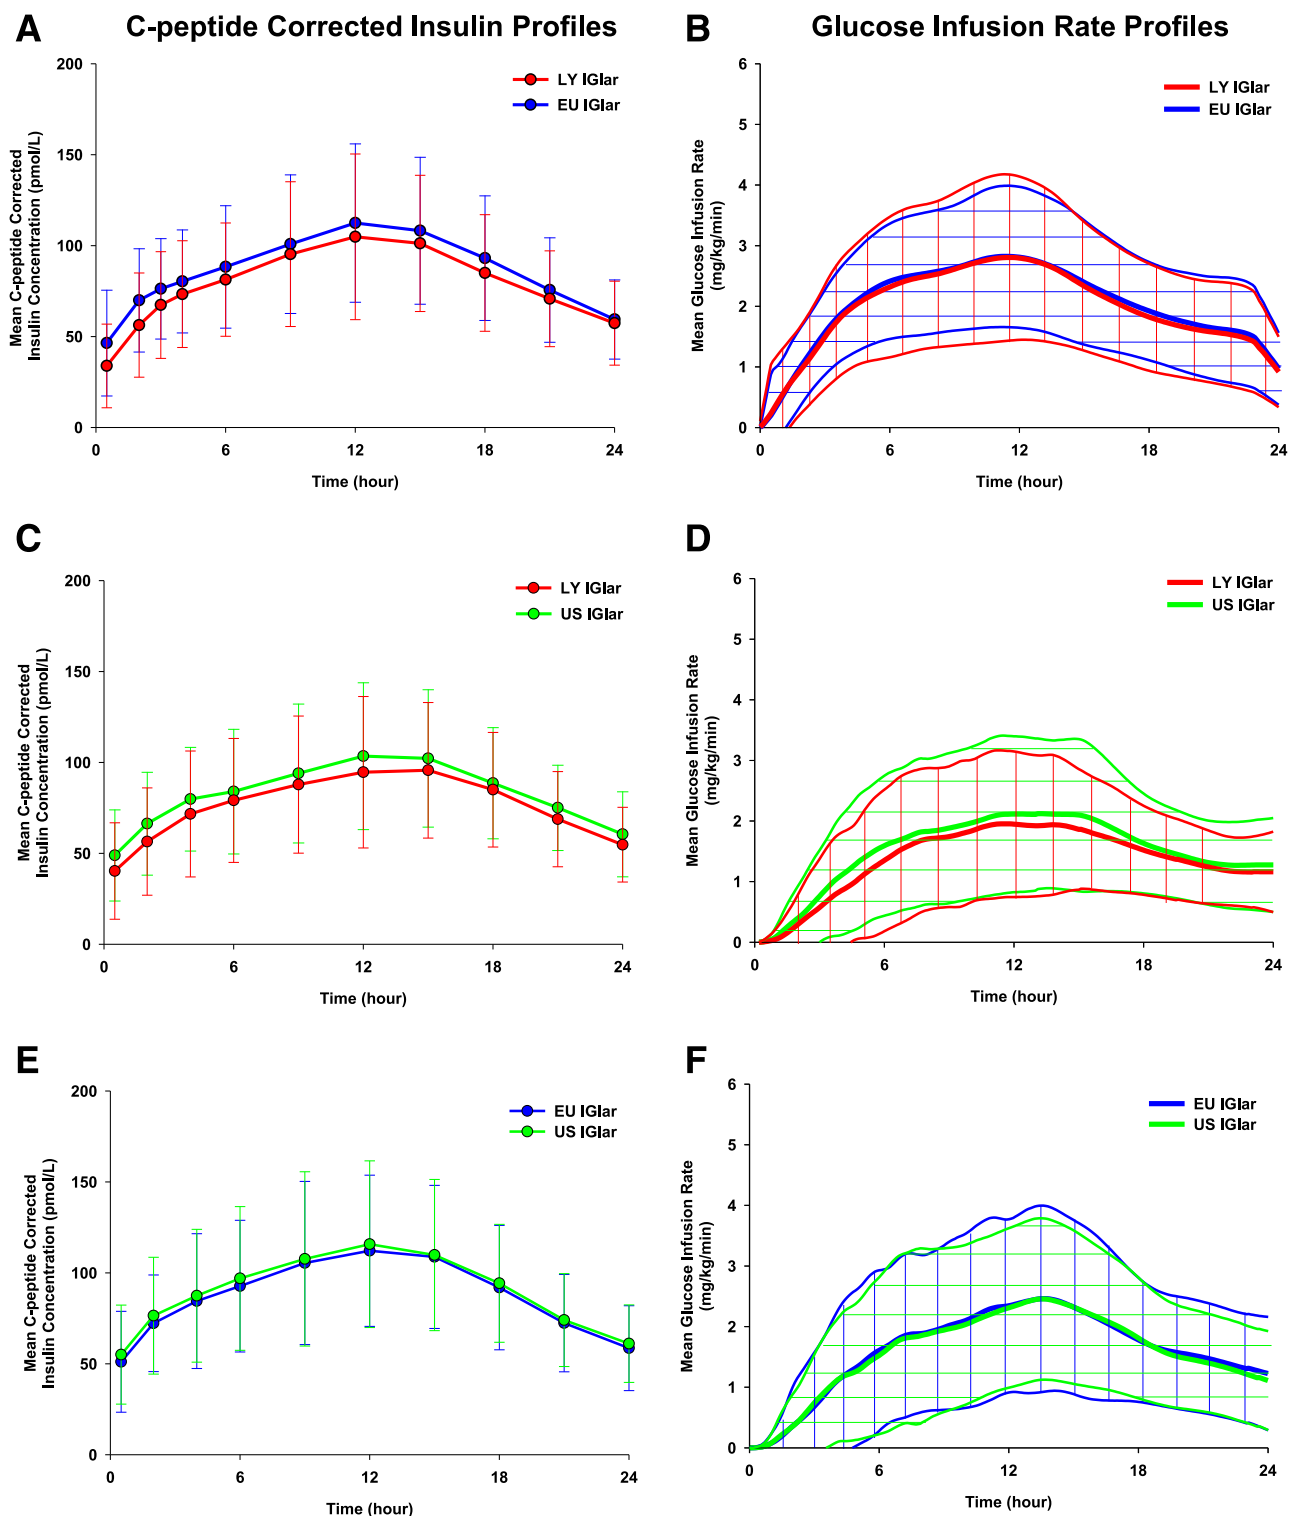 A C-peptide Corrected Insulin Profiles
B Glucose Infusion Rate Profiles
LY IGlar
EU IGlar
200
150
100
50
0
Mean C-peptide Corrected
Insulin Concentration (pmol/L)
0 6 12 18 24
Time (hour)
LY IGlar
EU IGlar
6
5
4
3
2
1
0
Mean Glucose Infusion Rate
(mg/kg/min)
0 6 12 18 24
Time (hour)
C
LY IGlar
US IGlar
200
150
100
50
0
Mean C-peptide Corrected
Insulin Concentration (pmol/L)
0 6 12 18 24
Time (hour)
D
LY IGlar
US IGlar
6
5
4
3
2
1
0
Mean Glucose Infusion Rate
(mg/kg/min)
0 6 12 18 24
Time (hour)
E
EU IGlar
US IGlar
200
150
100
50
0
Mean C-peptide Corrected
Insulin Concentration (pmol/L)
0 6 12 18 24
Time (hour)
F
EU IGlar
US IGlar
6
5
4
3
2
1
0
Mean Glucose Infusion Rate
(mg/kg/min)
0 6 12 18 24
Time (hour)